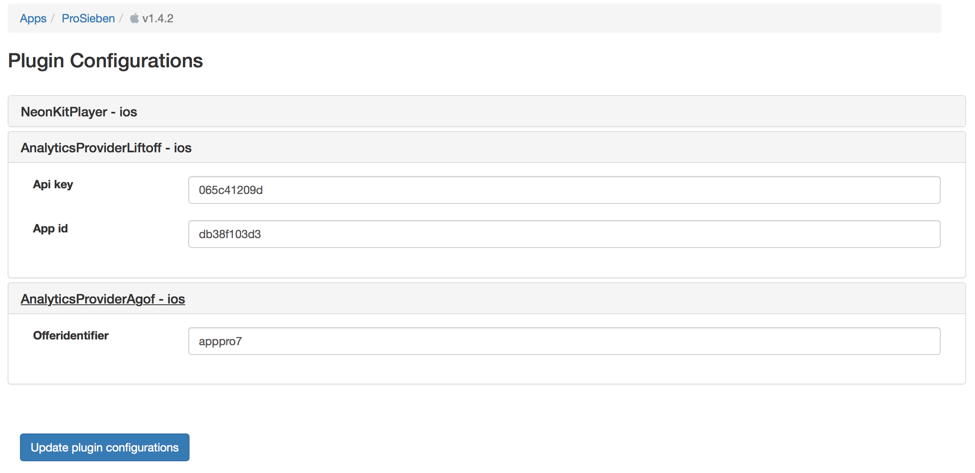 Apps / ProSieben / v1.4.2
Plugin Configurations
NeonKitPlayer - ios
AnalyticsProviderLiftoff - ios
Api key 065c41209d
App id db38f103d3
AnalyticsProviderAgof - ios
Offeridentifier apppro7
Update plugin configurations